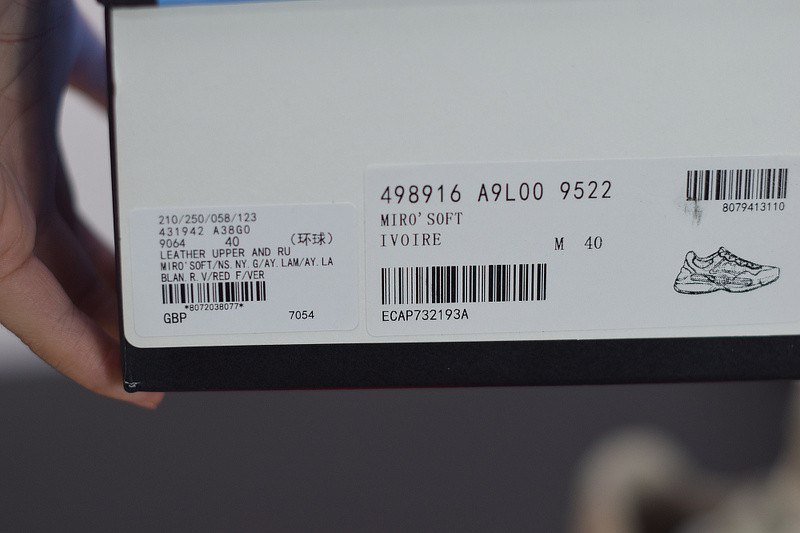 210/250/058/123
431942 A38G0
9064 40 （环球）
LEATHER UPPER AND RU
MIRO'SOFT/NS.NY.G/AY.LAM/AY.LA
BLAN.R.V/RED F/VER
*8072038077*
GBP 7054
498916 A9L00 9522
MIRO'SOFT
IVOIRE
M 40
ECAP732193A
8079413110